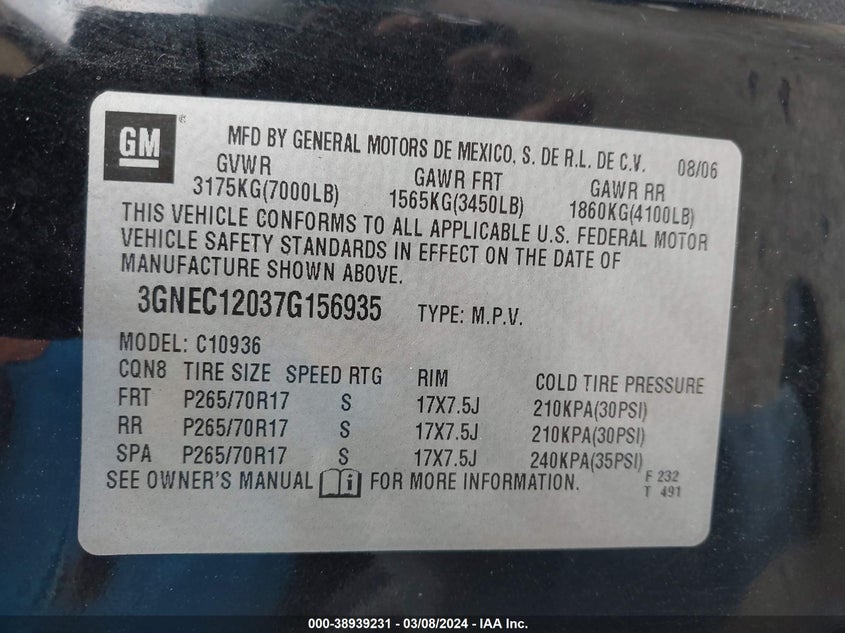 GM® MFD BY GENERAL MOTORS DE MEXICO, S. DE R.L. DE C.V. 08/06
GVWR GAWR FRT GAWR RR
3175KG(7000LB) 1565KG(3450LB) 1860KG(4100LB)
THIS VEHICLE CONFORMS TO ALL APPLICABLE U.S. FEDERAL MOTOR
VEHICLE SAFETY STANDARDS IN EFFECT ON THE DATE OF
MANUFACTURE SHOWN ABOVE.
3GNEC12037G156935 TYPE: M.P.V.
MODEL: C10936
CQN8 TIRE SIZE SPEED RTG RIM COLD TIRE PRESSURE
FRT P265/70R17 S 17X7.5J 210KPA(30PSI)
RR P265/70R17 S 17X7.5J 210KPA(30PSI)
SPA P265/70R17 S 17X7.5J 240KPA(35PSI)
SEE OWNER'S MANUAL i FOR MORE INFORMATION. F 232
T 491
000-38939231 - 03/08/2024 - IAA Inc.